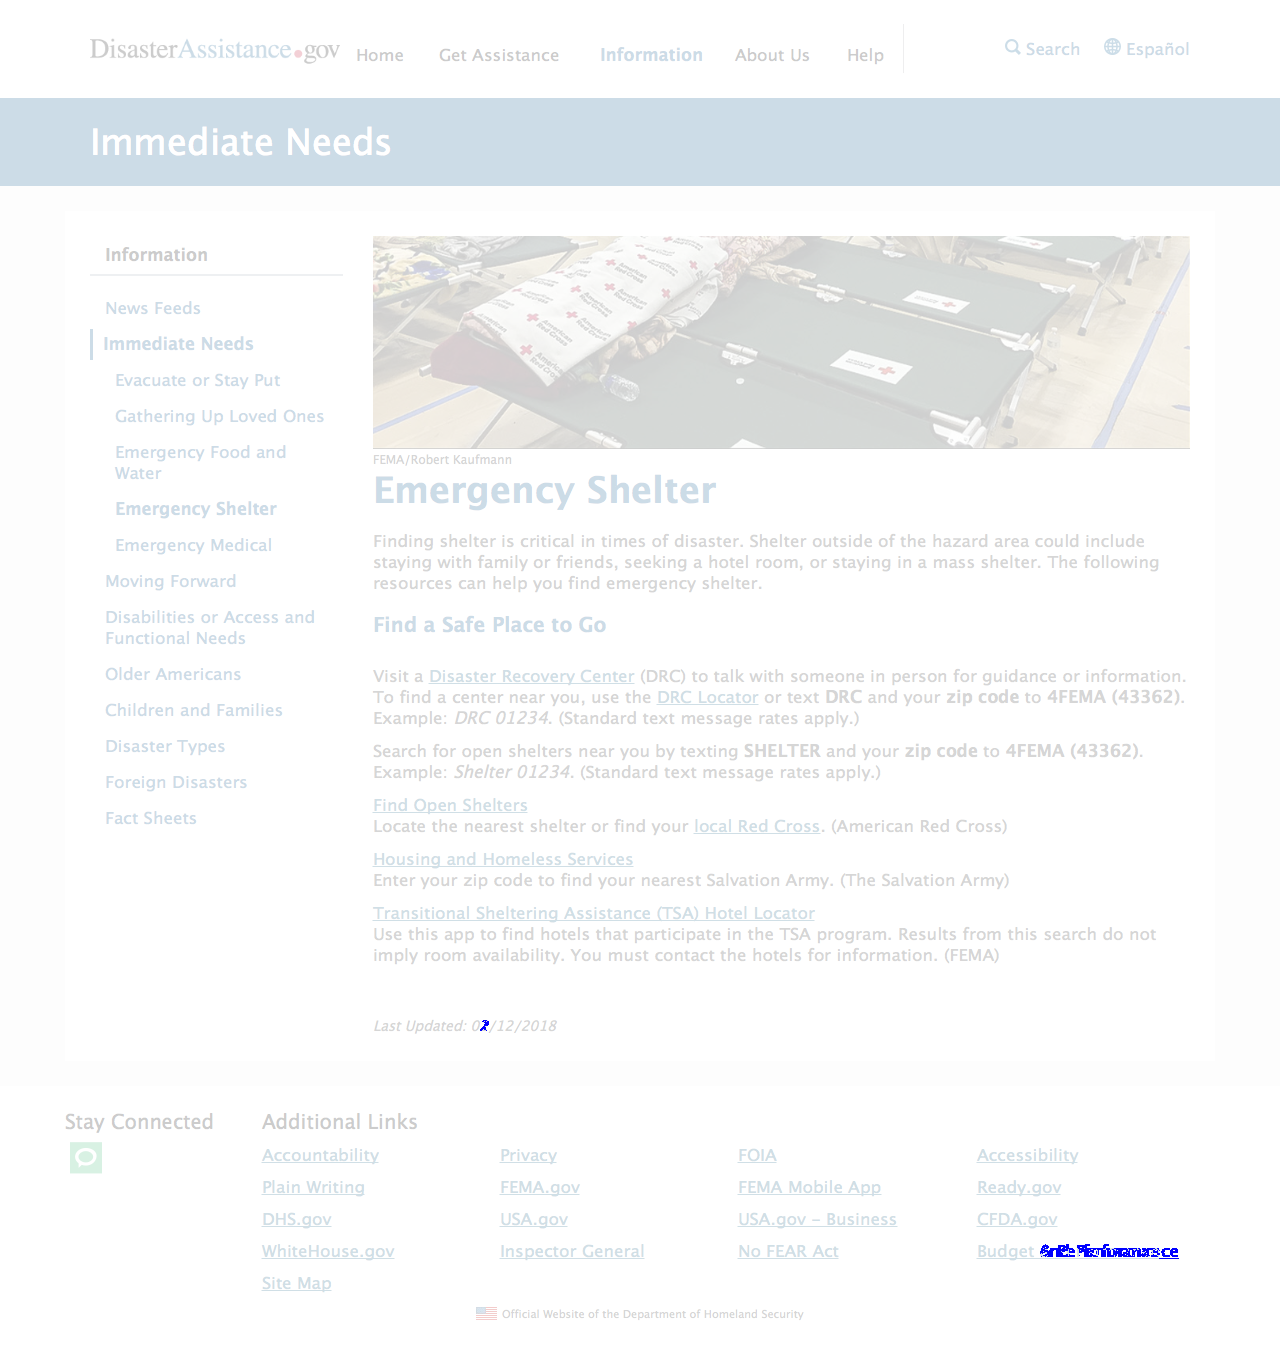 DisasterAssistance.gov
Home Get Assistance Information About Us Help Search Español
Immediate Needs
Information
News Feeds
Immediate Needs
Evacuate or Stay Put
Gathering Up Loved Ones
Emergency Food and
Water
Emergency Shelter
Emergency Medical
Moving Forward
Disabilities or Access and
Functional Needs
Older Americans
Children and Families
Disaster Types
Foreign Disasters
Fact Sheets
American
Red Cross
FEMA/Robert Kaufmann
Emergency Shelter
Finding shelter is critical in times of disaster. Shelter outside of the hazard area could include
staying with family or friends, seeking a hotel room, or staying in a mass shelter. The following
resources can help you find emergency shelter.
Find a Safe Place to Go
Visit a Disaster Recovery Center (DRC) to talk with someone in person for guidance or information.
To find a center near you, use the DRC Locator or text DRC and your zip code to 4FEMA (43362).
Example: DRC 01234. (Standard text message rates apply.)
Search for open shelters near you by texting SHELTER and your zip code to 4FEMA (43362).
Example: Shelter 01234. (Standard text message rates apply.)
Find Open Shelters
Locate the nearest shelter or find your local Red Cross. (American Red Cross)
Housing and Homeless Services
Enter your zip code to find your nearest Salvation Army. (The Salvation Army)
Transitional Sheltering Assistance (TSA) Hotel Locator
Use this app to find hotels that participate in the TSA program. Results from this search do not
imply room availability. You must contact the hotels for information. (FEMA)
Last Updated: /12/2018
Stay Connected
Additional Links
Accountability Privacy FOIA Accessibility
Plain Writing FEMA.gov FEMA Mobile App Ready.gov
DHS.gov USA.gov USA.gov - Business CFDA.gov
WhiteHouse.gov Inspector General No FEAR Act Budget
Site Map
Official Website of the Department of Homeland Security